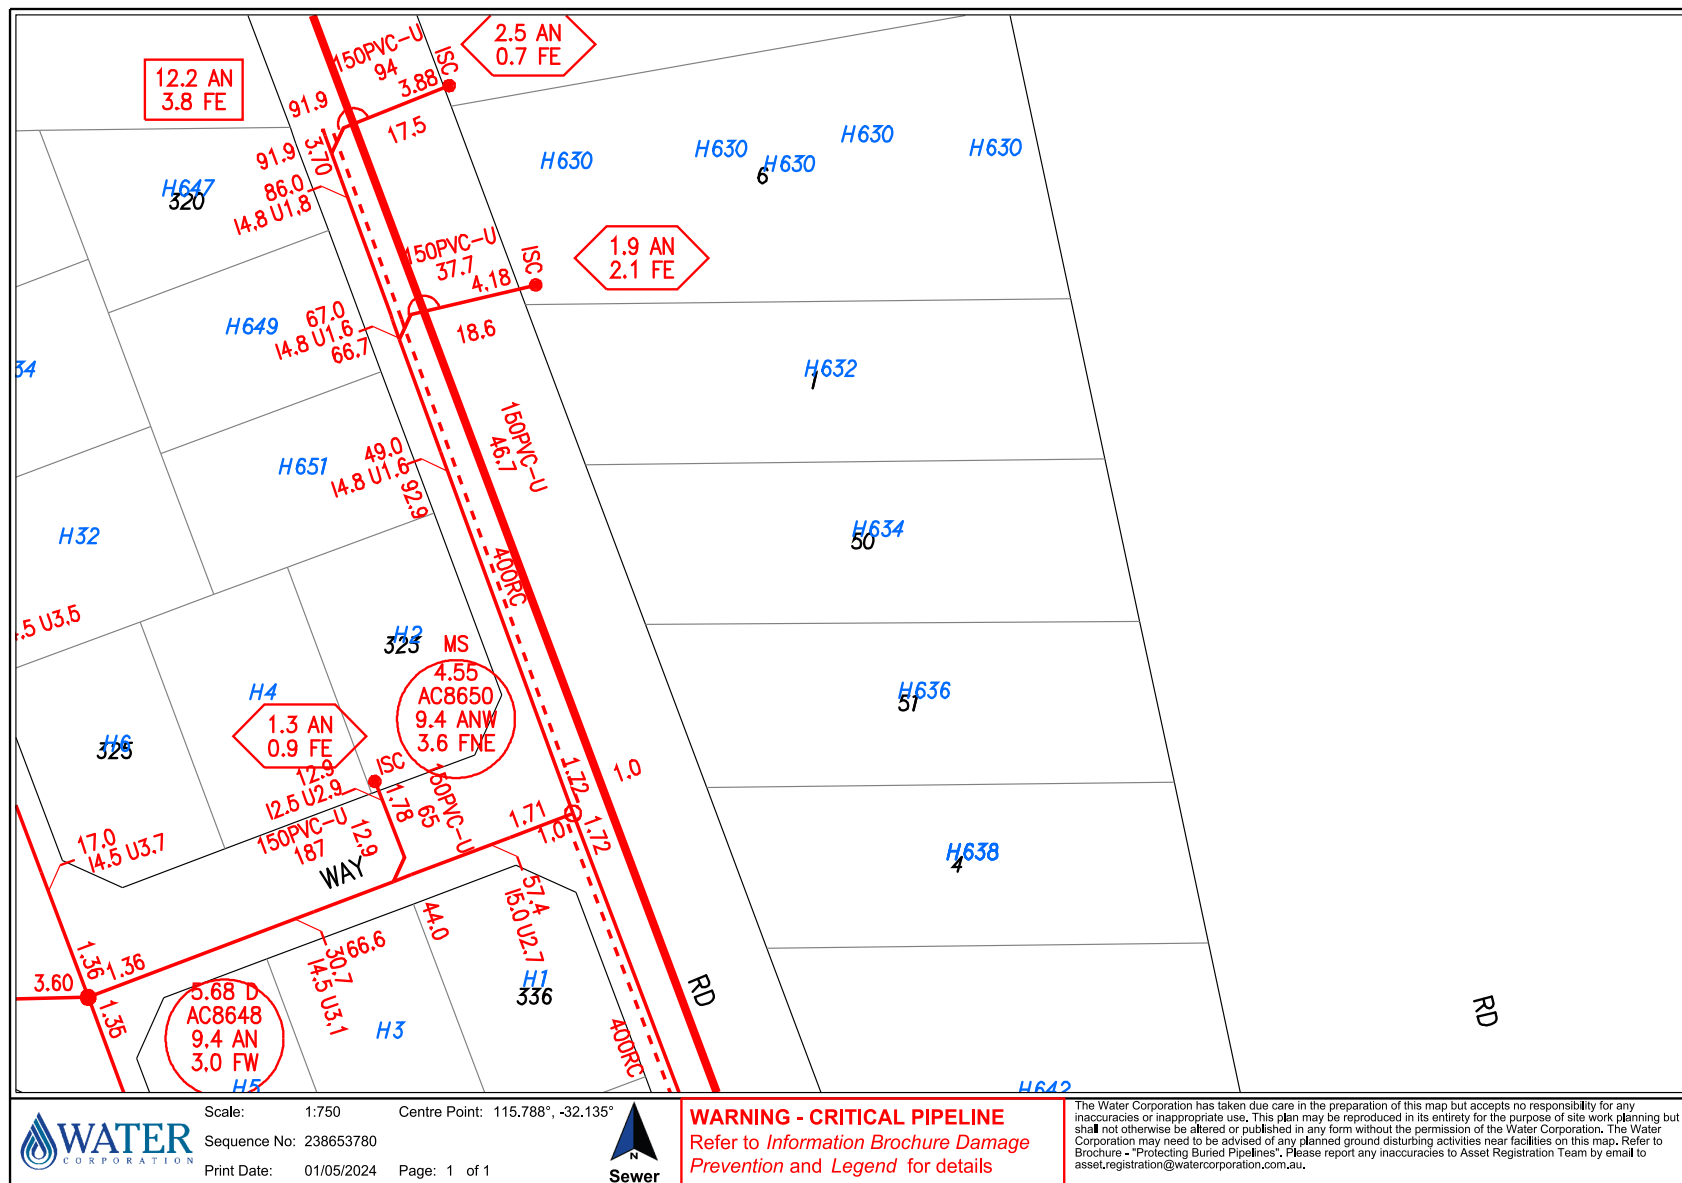 2.5 AN
0.7 FE
150PVC-U
94
ISC
3.88
12.2 AN
3.8 FE
91.9
17.5
91.9
3.70
86.0
I4.8 U1.8
H630
H630
H630
H630
H630
6
H647
320
150PVC-U
37.7
ISC
4.18
1.9 AN
2.1 FE
18.6
67.0
I4.8 U1.6
66.7
H649
34
H632
1
150PVC-U
46.7
49.0
I4.8 U1.6
92.9
H651
H32
H634
50
400RC
.5 U3.6
H2
323
MS
4.55
AC8650
9.4 ANW
3.6 FNE
H4
1.3 AN
0.9 FE
H6
325
H636
51
12.9
I2.5 U2.9
ISC
1.78
150PVC-U
65
1.72
1.0
1.71
1.0
1.72
150PVC-U
187
12.9
WAY
17.0
I4.5 U3.7
H638
4
57.4
I5.0 U2.7
44.0
166.6
30.7
I4.5 U3.1
1.36
1.36
3.60
1.35
5.68 D
AC8648
9.4 AN
3.0 FW
H5
H3
H1
336
400RC
RD
RD
H642
WATER
CORPORATION
Scale: 1:750 Centre Point: 115.788°, -32.135°
Sequence No: 238653780
Print Date: 01/05/2024 Page: 1 of 1
N
Sewer
WARNING - CRITICAL PIPELINE
Refer to Information Brochure Damage
Prevention and Legend for details
The Water Corporation has taken due care in the preparation of this map but accepts no responsibility for any
inaccuracies or inappropriate use. This plan may be reproduced in its entirety for the purpose of site work planning but
shall not otherwise be altered or published in any form without the permission of the Water Corporation. The Water
Corporation may need to be advised of any planned ground disturbing activities near facilities on this map. Refer to
Brochure - "Protecting Buried Pipelines". Please report any inaccuracies to Asset Registration Team by email to
asset.registration@watercorporation.com.au.